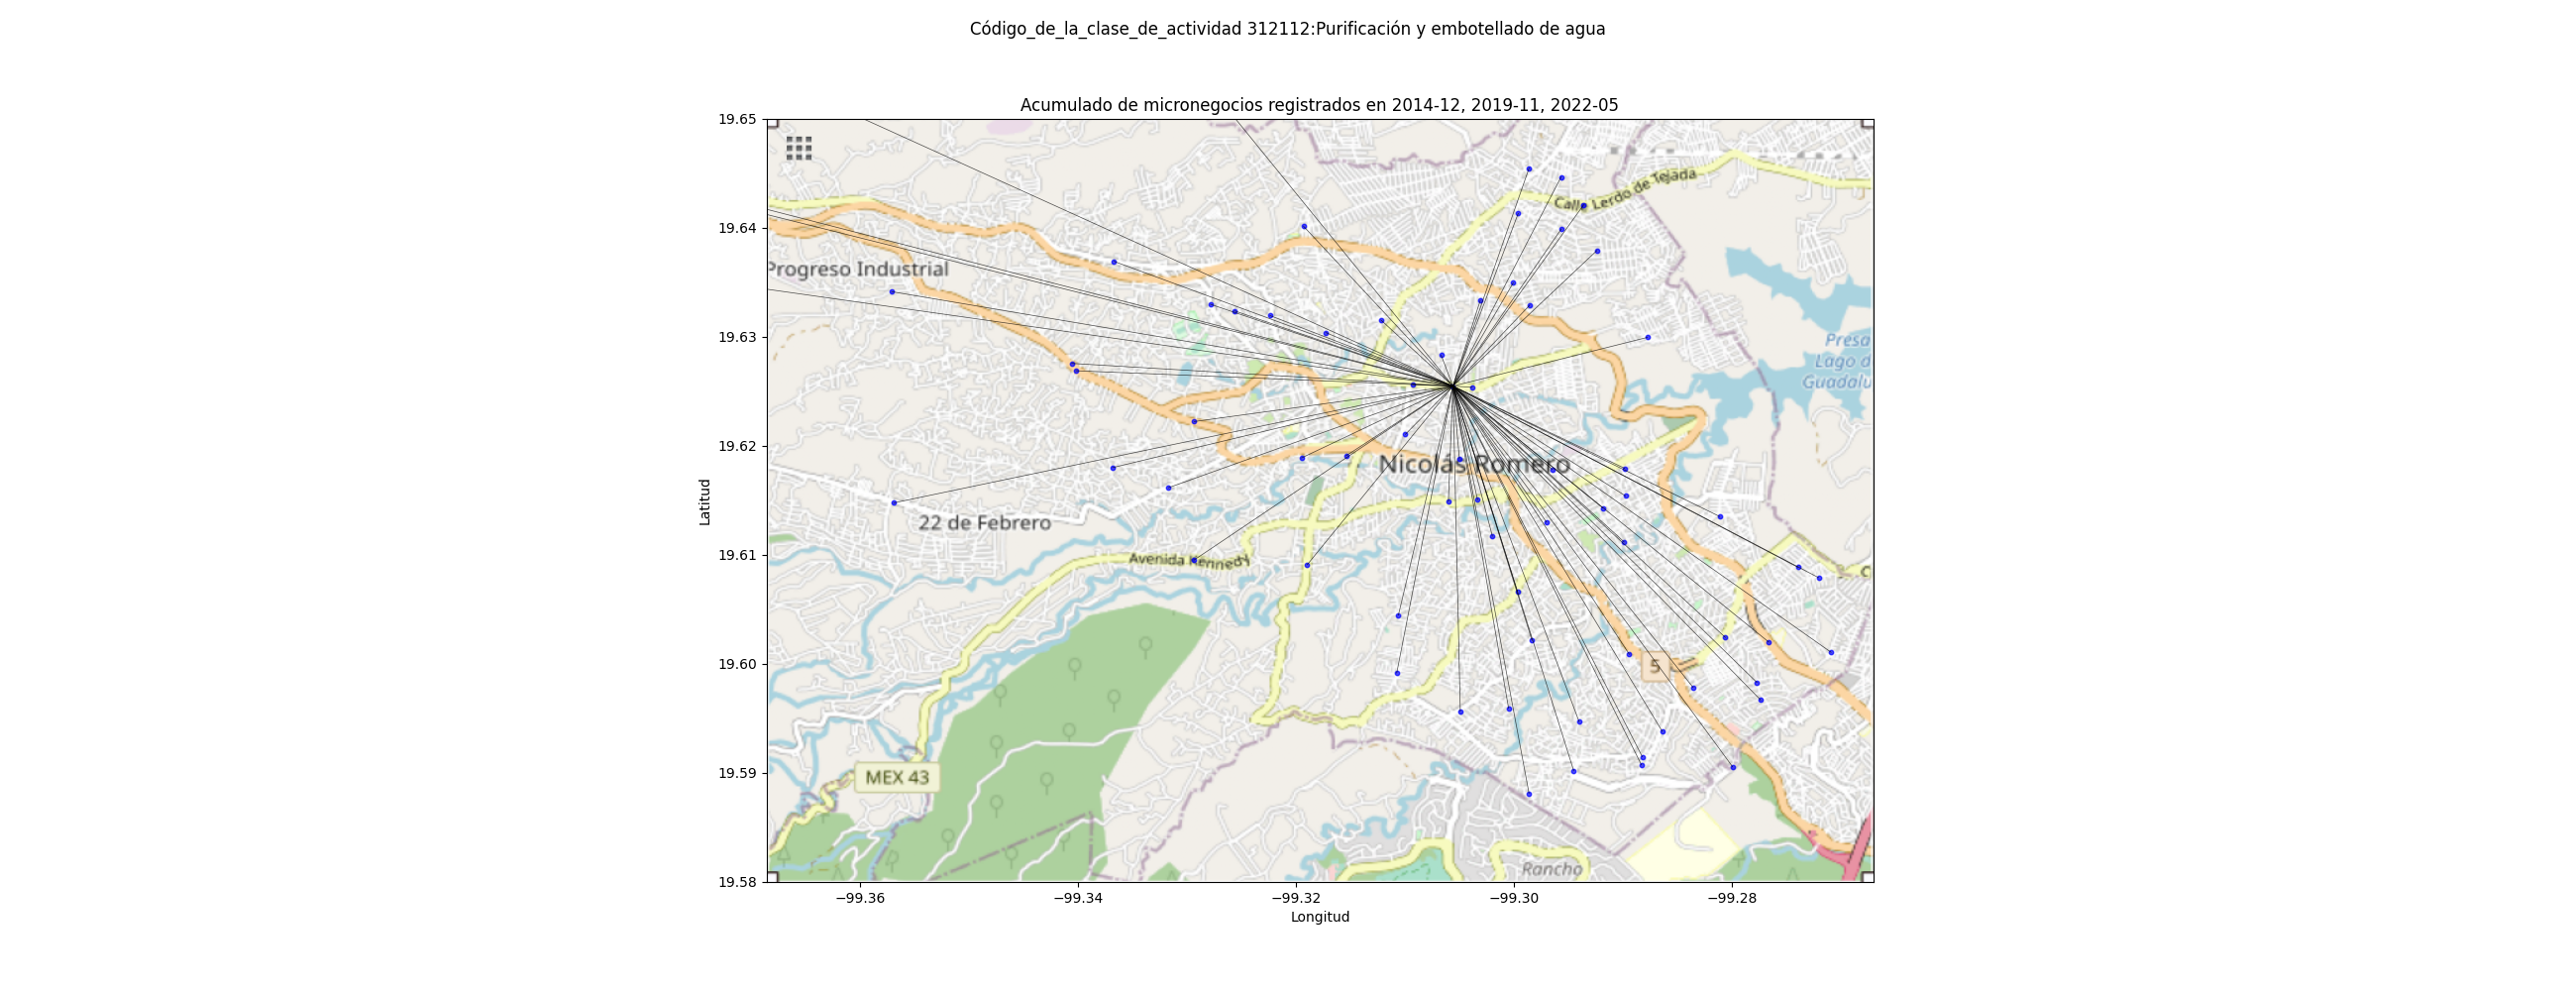 Código_de_la_clase_de_actividad 312112:Purificación y embotellado de agua
Acumulado de micronegocios registrados en 2014-12, 2019-11, 2022-05
19.65
19.64
19.63
19.62
19.61
19.60
19.59
19.58
Latitud
Calle Lerdo de Tejada
Progreso Industrial
Presa
Lago d
Guadalu
Nicolás Romero
22 de Febrero
Avenida Kennedy
C
5
MEX 43
Rancho
−99.36
−99.34
−99.32
−99.30
−99.28
Longitud